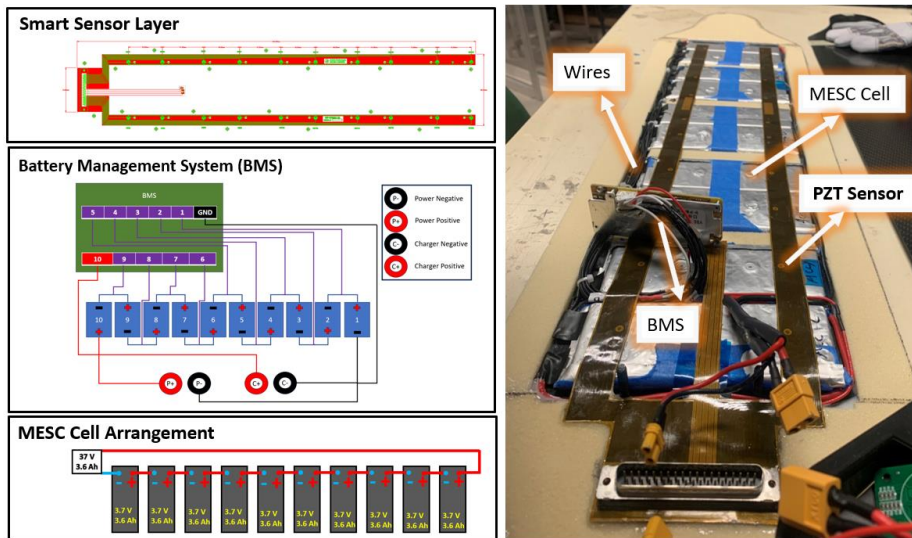 Smart Sensor Layer
Battery Management System (BMS)
BMS
5 4 3 2 1 GND
10 9 8 7 6
P- Power Negative
P+ Power Positive
C- Charger Negative
C+ Charger Positive
10 9 8 7 6 5 4 3 2 1
P+ P- C+ C-
MESC Cell Arrangement
37 V
3.6 Ah
3.7 V 3.7 V 3.7 V 3.7 V 3.7 V 3.7 V 3.7 V 3.7 V 3.7 V 3.7 V
3.6 Ah 3.6 Ah 3.6 Ah 3.6 Ah 3.6 Ah 3.6 Ah 3.6 Ah 3.6 Ah 3.6 Ah 3.6 Ah
Wires
MESC Cell
PZT Sensor
BMS